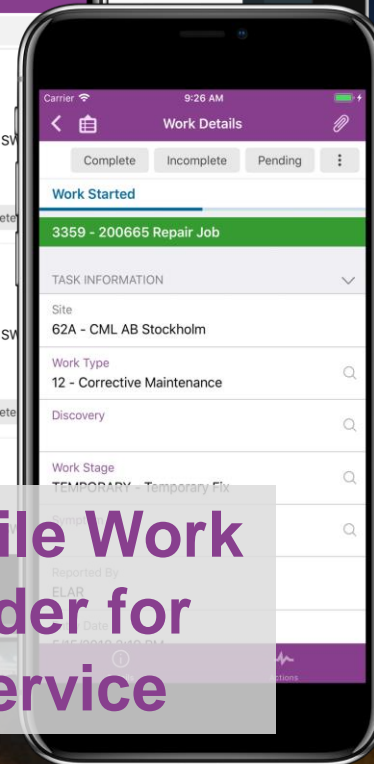 Carrier 9:26 AM
Work Details
Complete Incomplete Pending
Work Started
3359 - 200665 Repair Job
TASK INFORMATION
Site
62A - CML AB Stockholm
Work Type
12 - Corrective Maintenance
Discovery
Work Stage
TEMPORARY - Temporary Fix
ile Work
Reported By
ELAR
der for
Date
ervice
Actions